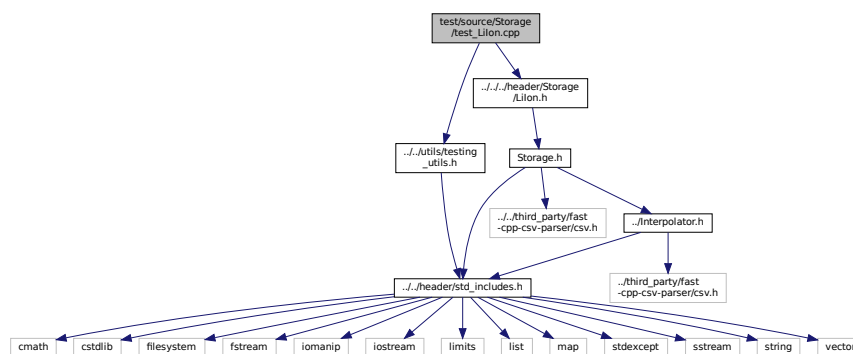 test/source/Storage
/test_LiIon.cpp
../../../header/Storage
/LiIon.h
../../utils/testing
_utils.h
Storage.h
../../third_party/fast
-cpp-csv-parser/csv.h
../Interpolator.h
../third_party/fast
-cpp-csv-parser/csv.h
../../header/std_includes.h
cmath
cstdlib
filesystem
fstream
iomanip
iostream
limits
list
map
stdexcept
sstream
string
vector